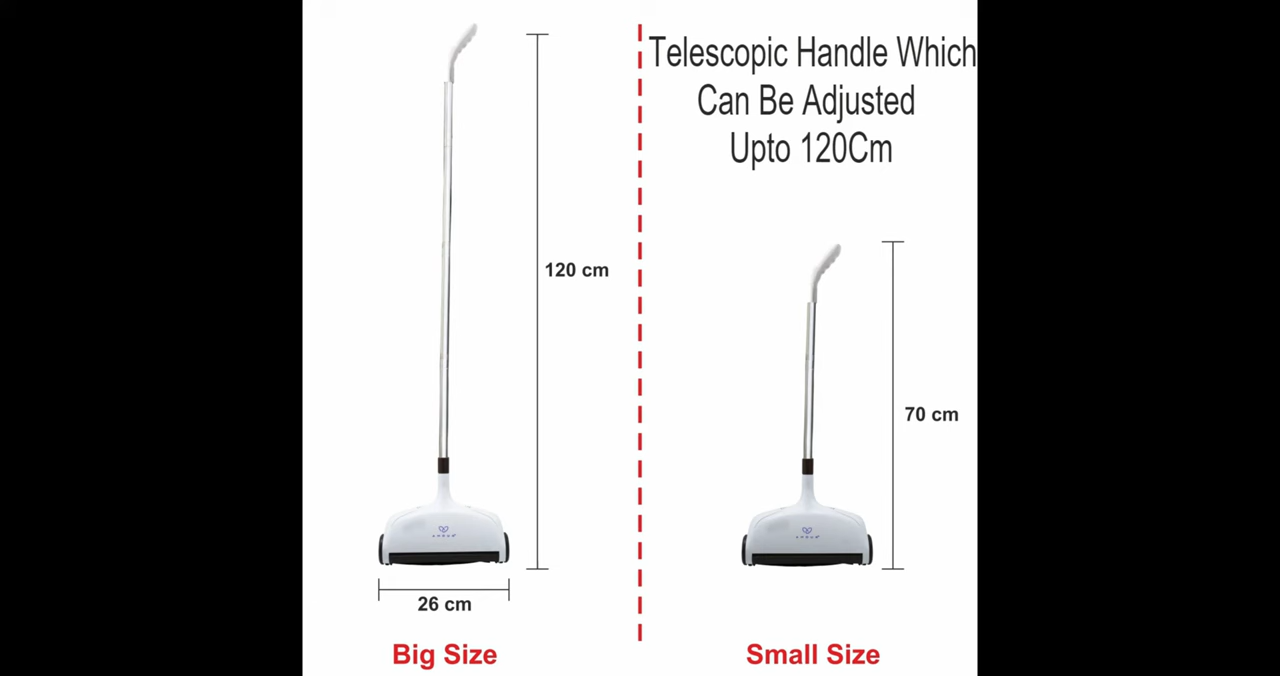 Telescopic Handle Which
Can Be Adjusted
Upto 120Cm
120 cm
70 cm
26 cm
Big Size
Small Size